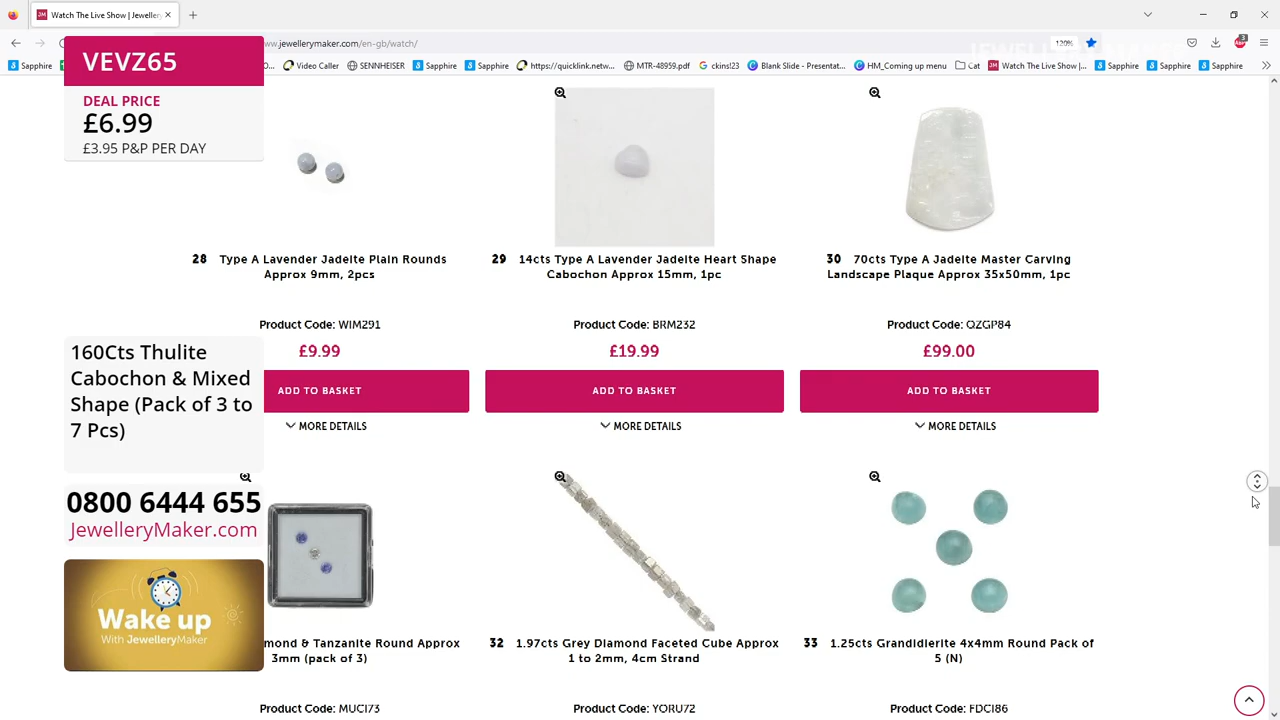 Watch The Live Show | Jeweller
www.jewellerymaker.com/en-gb/watch/
120%
3
Sapphire
Video Caller
SENNHEISER
Sapphire
Sapphire
https://quicklink.netw...
MTR-48959.pdf
ckins!23
Blank Slide - Presentat...
HM_Coming up menu
Cat
Watch The Live Show |...
Sapphire
Sapphire
Sapphire
VEVZ65
DEAL PRICE
£6.99
£3.95 P&P PER DAY
28 Type A Lavender Jadeite Plain Rounds
Approx 9mm, 2pcs
Product Code: WIM291
£9.99
ADD TO BASKET
MORE DETAILS
29 14cts Type A Lavender Jadeite Heart Shape
Cabochon Approx 15mm, 1pc
Product Code: BRM232
£19.99
ADD TO BASKET
MORE DETAILS
30 70cts Type A Jadeite Master Carving
Landscape Plaque Approx 35x50mm, 1pc
Product Code: QZGP84
£99.00
ADD TO BASKET
MORE DETAILS
160Cts Thulite
Cabochon & Mixed
Shape (Pack of 3 to
7 Pcs)
0800 6444 655
JewelleryMaker.com
Wake up
With JewelleryMaker
mond & Tanzanite Round Approx
3mm (pack of 3)
Product Code: MUCI73
32 1.97cts Grey Diamond Faceted Cube Approx
1 to 2mm, 4cm Strand
Product Code: YORU72
33 1.25cts Grandidierite 4x4mm Round Pack of
5 (N)
Product Code: FDCI86